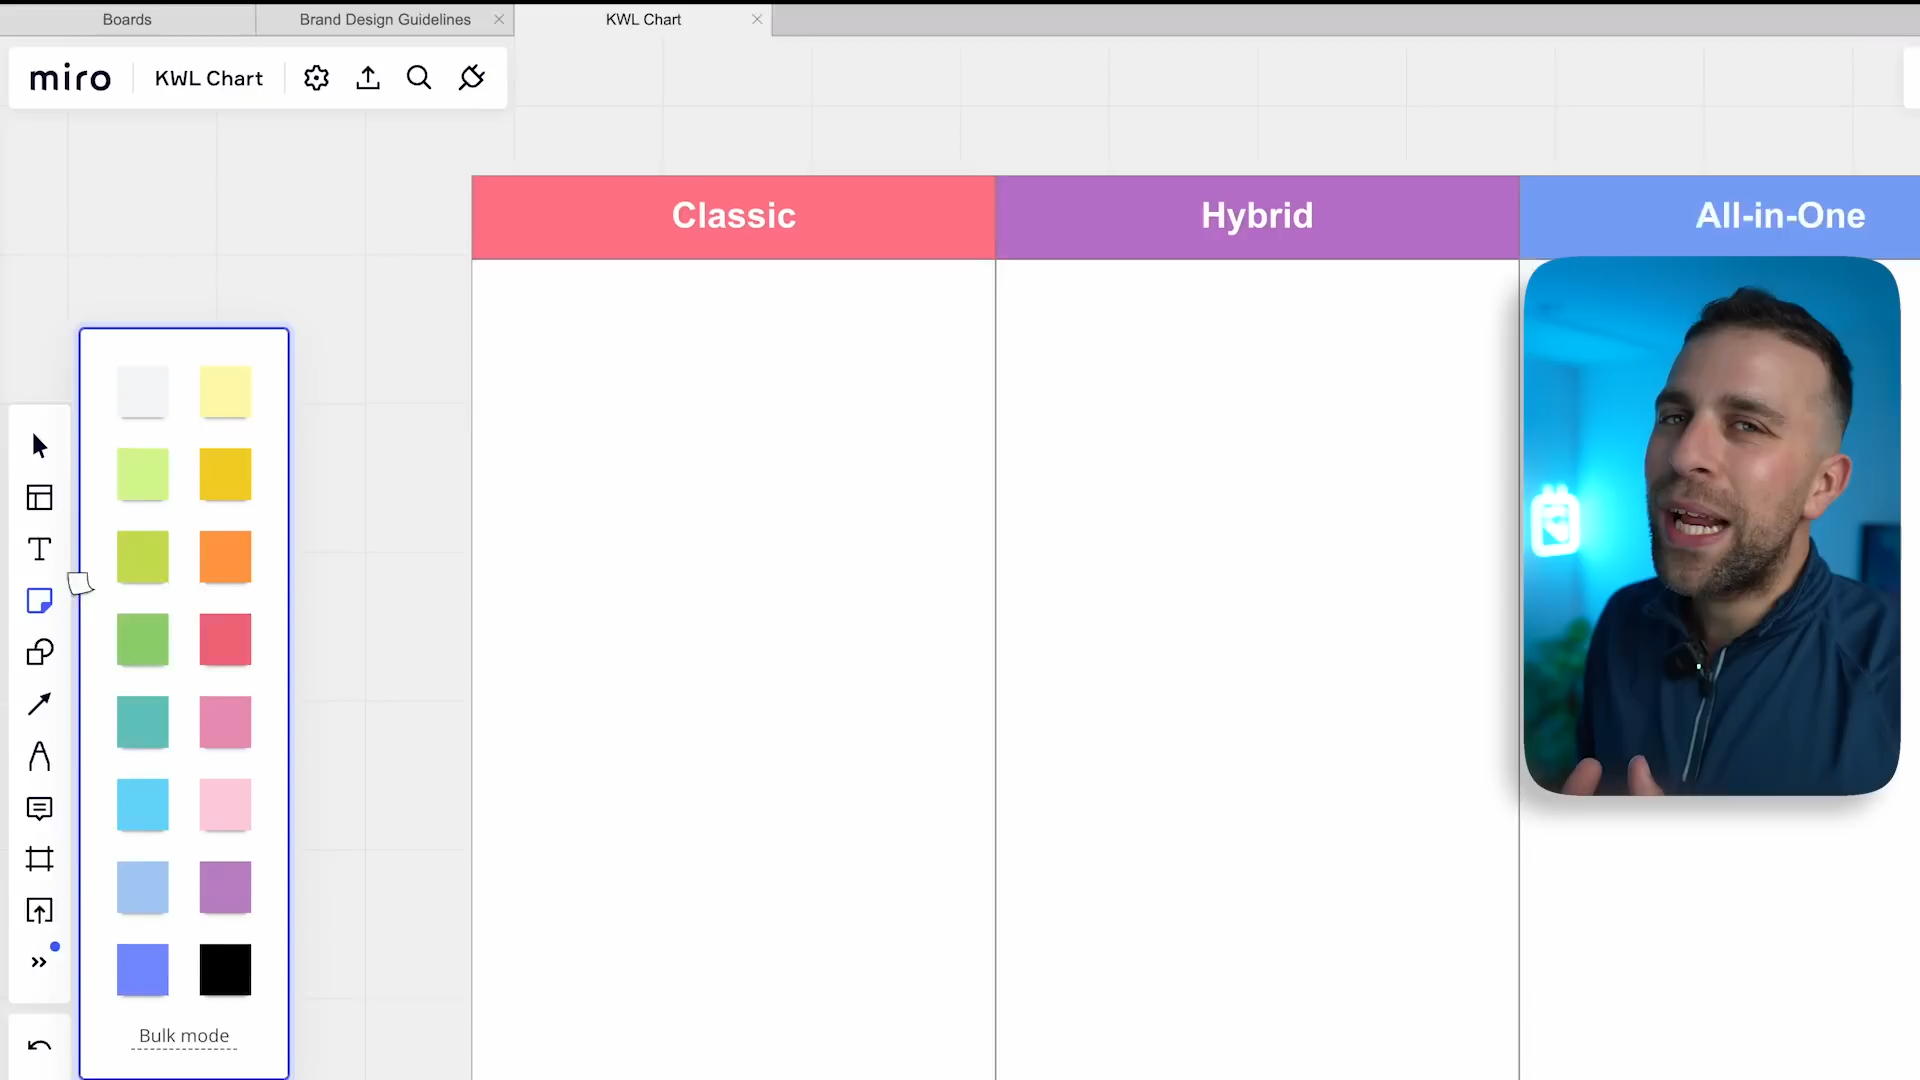 Boards
Brand Design Guidelines
KWL Chart
miro
KWL Chart
Classic
Hybrid
All-in-One
Bulk mode